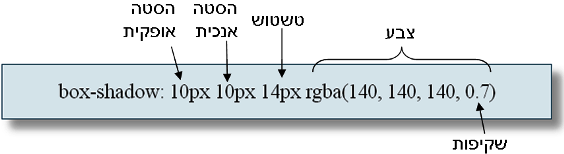 הסטה אופקית
הסטה אנכית
טשטוש
צבע
box-shadow: 10px 10px 14px rgba(140, 140, 140, 0.7)
שקיפות